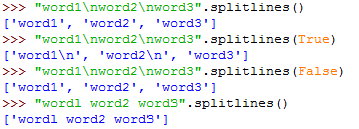 >>> "word1\nword2\nword3".splitlines()
['word1', 'word2', 'word3']
>>> "word1\nword2\nword3".splitlines(True)
['word1\n', 'word2\n', 'word3']
>>> "word1\nword2\nword3".splitlines(False)
['word1', 'word2', 'word3']
>>> "word1 word2 word3".splitlines()
['word1 word2 word3']